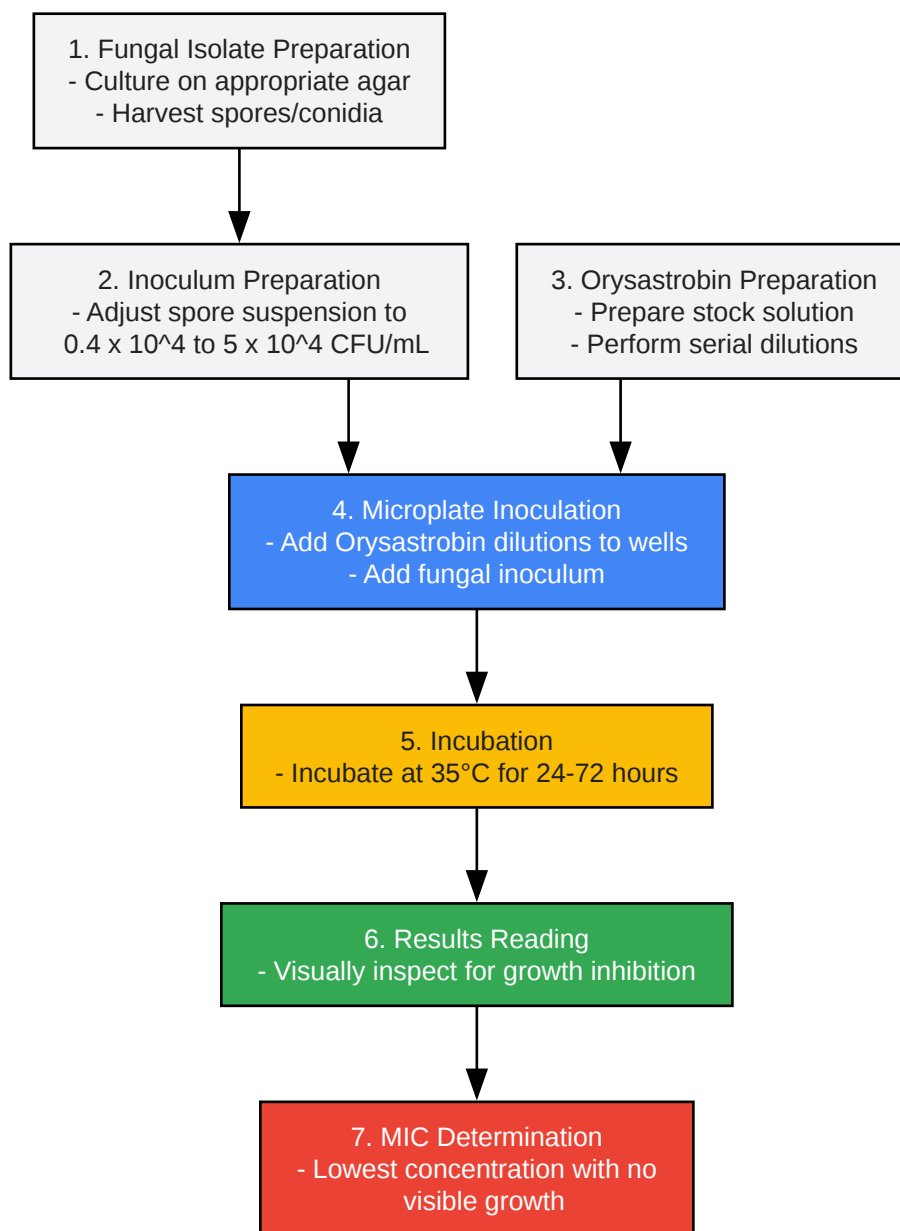 1. Fungal Isolate Preparation
- Culture on appropriate agar
- Harvest spores/conidia
2. Inoculum Preparation
- Adjust spore suspension to
0.4 x 10^4 to 5 x 10^4 CFU/mL
3. Orysastrobin Preparation
- Prepare stock solution
- Perform serial dilutions
4. Microplate Inoculation
- Add Orysastrobin dilutions to wells
- Add fungal inoculum
5. Incubation
- Incubate at 35°C for 24-72 hours
6. Results Reading
- Visually inspect for growth inhibition
7. MIC Determination
- Lowest concentration with no
visible growth